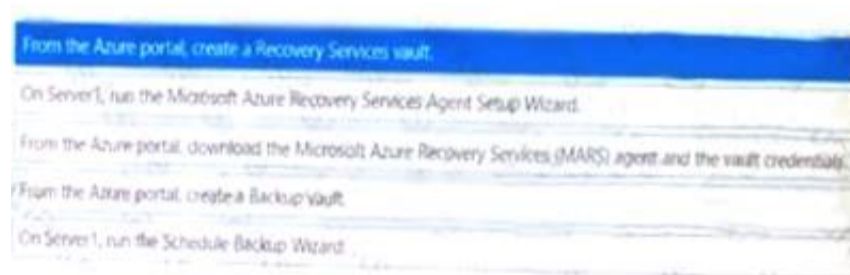 From the Azure portal, create a Recovery Services vault.
On Server1, run the Microsoft Azure Recovery Services Agent Setup Wizard.
From the Azure portal, download the Microsoft Azure Recovery Services (MARS) agent and the vault credentials.
From the Azure portal, create a Backup vault.
On Server1, run the Schedule Backup Wizard.